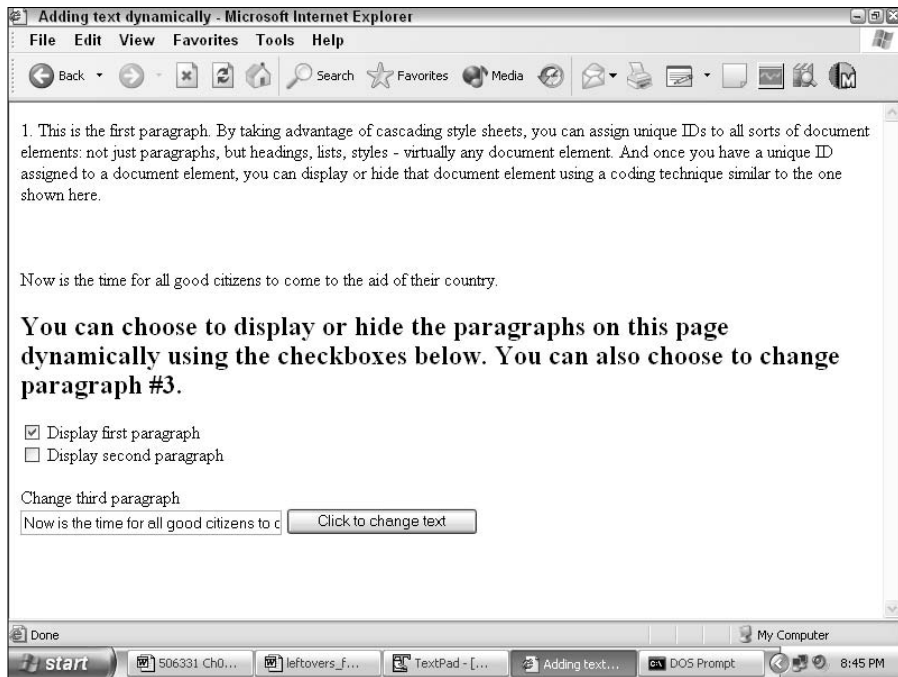 Adding text dynamically - Microsoft Internet Explorer
File Edit View Favorites Tools Help
Back Search Favorites Media
1. This is the first paragraph. By taking advantage of cascading style sheets, you can assign unique IDs to all sorts of document
elements: not just paragraphs, but headings, lists, styles - virtually any document element. And once you have a unique ID
assigned to a document element, you can display or hide that document element using a coding technique similar to the one
shown here.
Now is the time for all good citizens to come to the aid of their country.
You can choose to display or hide the paragraphs on this page
dynamically using the checkboxes below. You can also choose to change
paragraph #3.
Display first paragraph
Display second paragraph
Change third paragraph
Now is the time for all good citizens to c Click to change text
Done My Computer
start 506331 Ch0... leftovers_f... TextPad - [... Adding text... DOS Prompt 8:45 PM